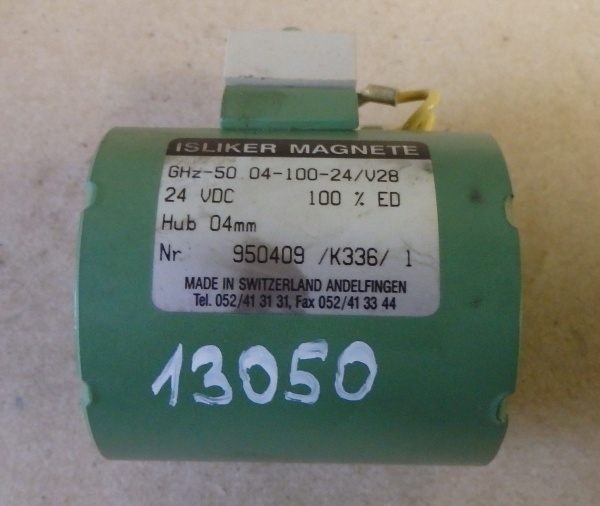 ISLIKER MAGNETE
GHz-50.04-100-24/V28
24 VDC 100 % ED
Hub 04mm
Nr 950409 /K336/ 1
MADE IN SWITZERLAND ANDELFINGEN
Tel. 052/41 31 31, Fax 052/41 33 44
13050